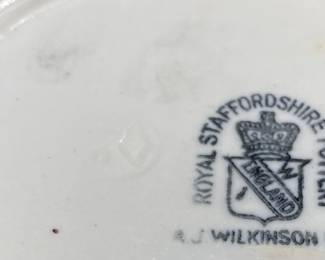 ROYAL STAFFORDSHIRE POTTERY
ENGLAND
A.J. WILKINSON